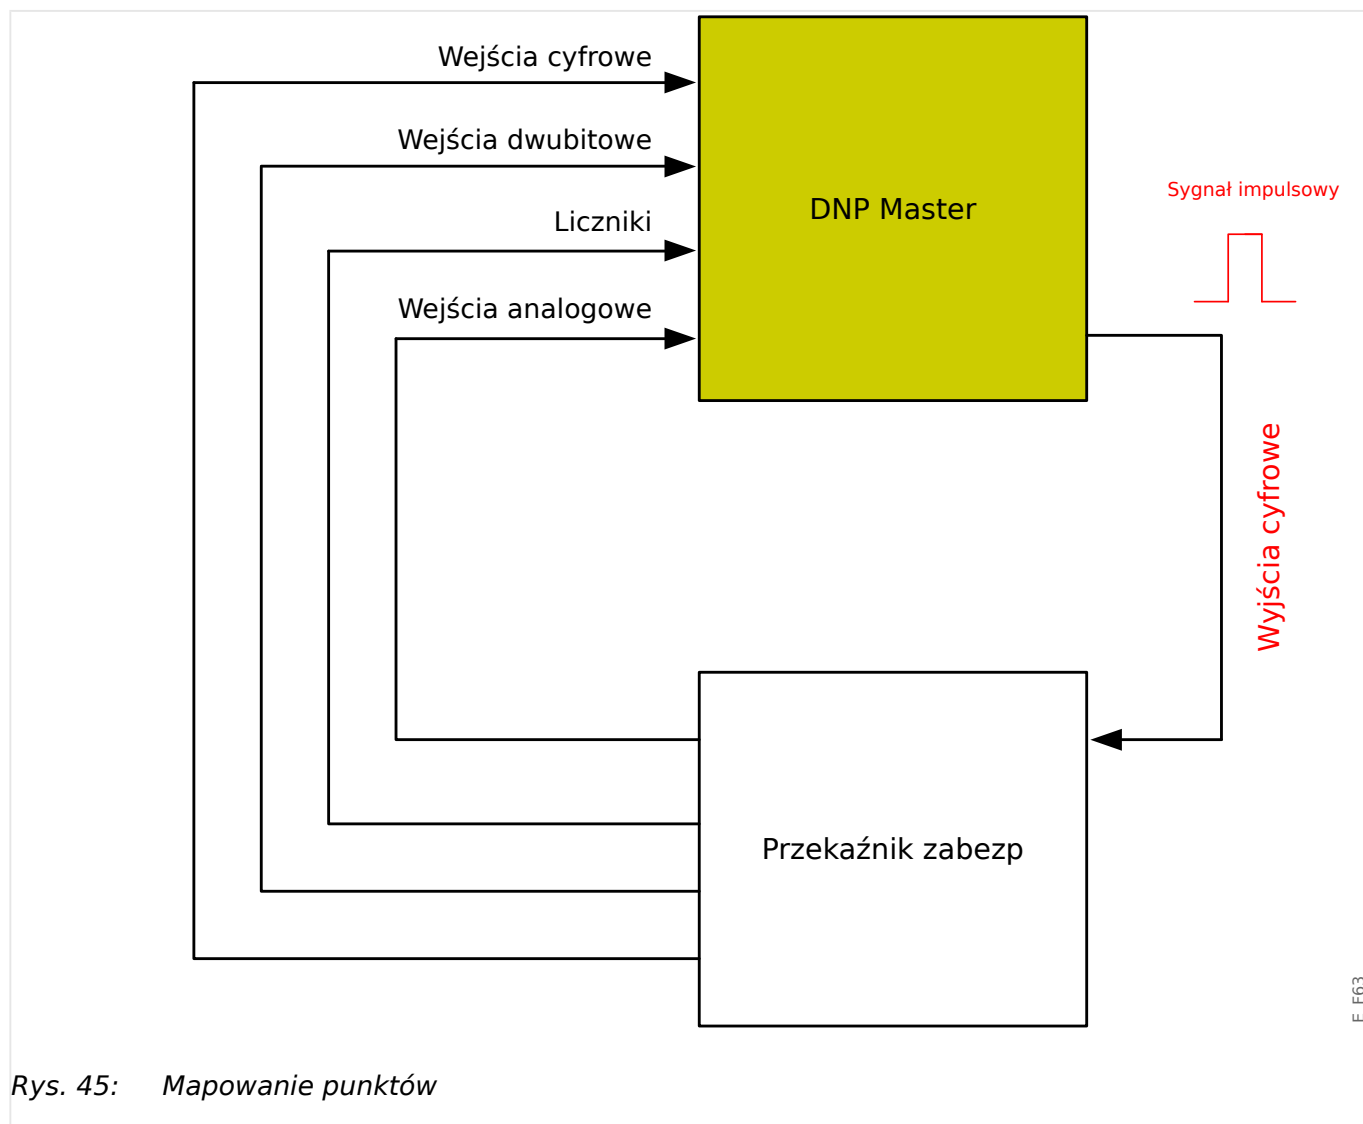 Wejścia cyfrowe
Wejścia dwubitowe
Liczniki
Wejścia analogowe
DNP Master
Sygnał impulsowy
Wyjścia cyfrowe
Przekaźnik zabezp
E_F63
Rys. 45: Mapowanie punktów